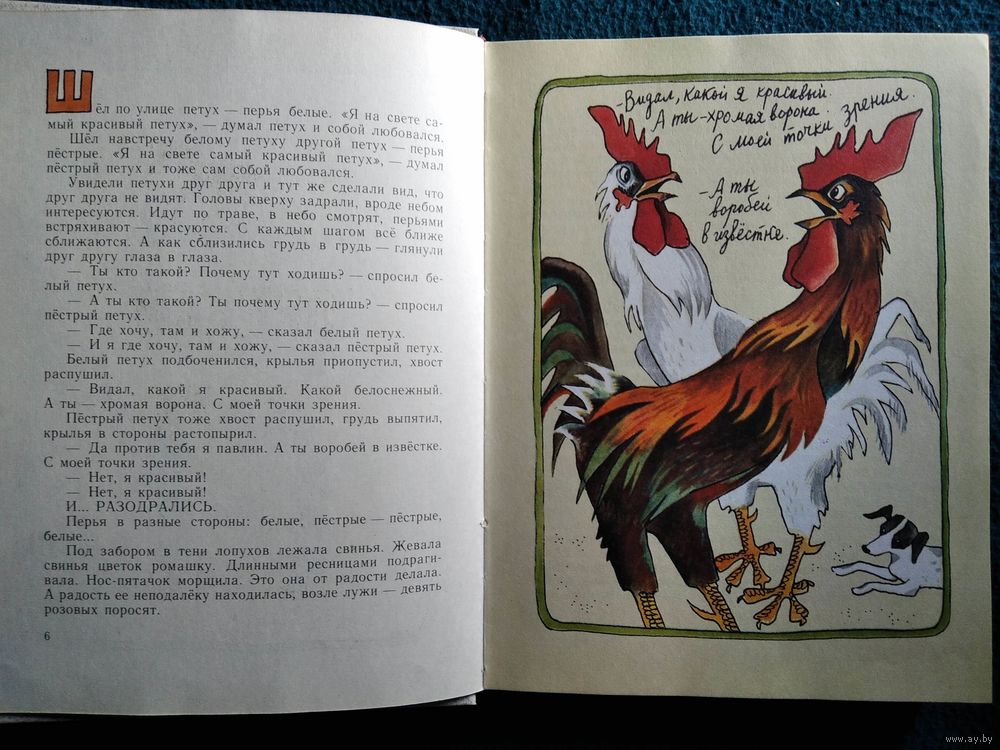 Шёл по улице петух — перья белые. «Я на свете са-
мый красивый петух», — думал петух и собой любовался.
Шёл навстречу белому петуху другой петух — перья
пёстрые. «Я на свете самый красивый петух», — думал
пёстрый петух и тоже сам собой любовался.
Увидели петухи друг друга и тут же сделали вид, что
друг друга не видят. Головы кверху задрали, вроде небом
интересуются. Идут по траве, в небо смотрят, перьями
встряхивают — красуются. С каждым шагом всё ближе
сближаются. А как сблизились грудь в грудь — глянули
друг другу глаза в глаза.
— Ты кто такой? Почему тут ходишь? — спросил бе-
лый петух.
— А ты кто такой? Ты почему тут ходишь? — спросил
пёстрый петух.
— Где хочу, там и хожу, — сказал белый петух.
— И я где хочу, там и хожу, — сказал пёстрый петух.
Белый петух подбоченился, крылья приопустил, хвост
распушил.
— Видал, какой я красивый. Какой белоснежный.
А ты — хромая ворона. С моей точки зрения.
Пёстрый петух тоже хвост распушил, грудь выпятил,
крылья в стороны растопырил.
— Да против тебя я павлин. А ты воробей в извёстке.
С моей точки зрения.
— Нет, я красивый!
— Нет, я красивый!
И... РАЗОДРАЛИСЬ.
Перья в разные стороны: белые, пёстрые — пёстрые,
белые...
Под забором в тени лопухов лежала свинья. Жевала
свинья цветок ромашку. Длинными ресницами подраги-
вала. Нос-пятачок морщила. Это она от радости делала.
А радость ее неподалёку находилась, возле лужи — девять
розовых поросят.
6
-Видал, какой я красивый.
А ты-хромая ворона.
С моей точки зрения.
-А ты
воробей
в извёстке.
www.ay.by